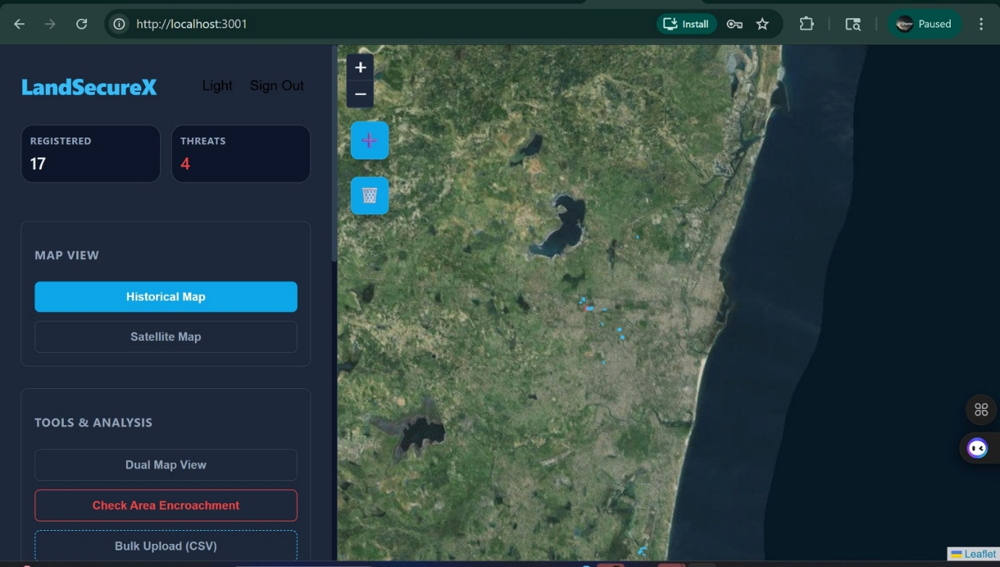 http://localhost:3001
Install
Paused
LandSecureX
Light
Sign Out
REGISTERED
17
THREATS
4
MAP VIEW
Historical Map
Satellite Map
TOOLS & ANALYSIS
Dual Map View
Check Area Encroachment
Bulk Upload (CSV)
+
−
Leaflet